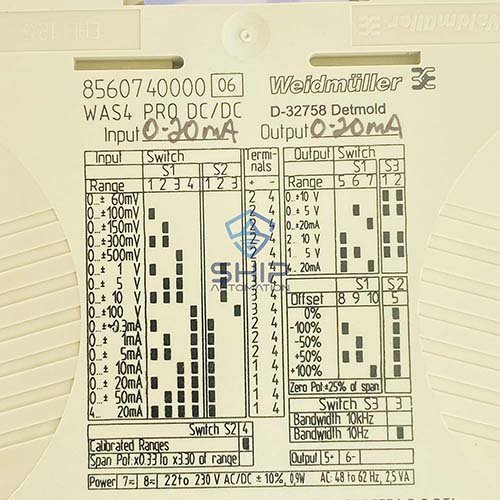 8560740000 06 Weidmüller
WAS4 PRO DC/DC D-32758 Detmold
Input 0-20mA Output 0-20mA
Input Switch Termi-nals
S1 S2
Range 1 2 3 4 1 2 3 + -
0...± 60mV 2 4
0...±100mV 2 4
0...±150mV 2 4
0...±300mV 2 4
0...±500mV
0...± 1 V
0...± 5 V
0...± 10 V 3 4
0...±100 V 3 4
0...±0.3mA 2 4
0...± 1mA 2 4
0...± 5mA 2 4
0...± 10mA 1 4
0...± 20mA 1 4
0...± 50mA 1 4
4... 20mA 1 4
Switch S2 4
Calibrated Ranges
Span Pot.: x0.33 to x3.30 of range
Output Switch
S1 S3
Range 5 6 7 1 2
0...± 10 V
0...± 5 V
0...±20mA
2... 10 V
1... 5 V
4... 20mA
S1 S2
Offset 8 9 10 5
0%
-100%
-50%
+50%
+100%
Zero Pot.: ±25% of span
Switch S3 3
Bandwidth 10kHz
Bandwidth 10Hz
Output 5+ 6-
Power 7~ 8~ 22 to 230 V AC/DC ± 10%, 0,9W AC: 48 to 62 Hz, 2,5 VA
SHIP
AUTOMATION